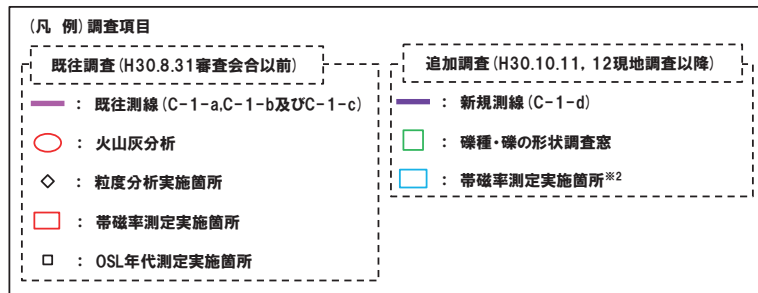 (凡 例)調査項目
既往調査(H30.8.31審査会合以前)
: 既往測線(C-1-a,C-1-b及びC-1-c)
: 火山灰分析
: 粒度分析実施箇所
: 帯磁率測定実施箇所
: OSL年代測定実施箇所
追加調査(H30.10.11, 12現地調査以降)
: 新規測線(C-1-d)
: 礫種・礫の形状調査窓
: 帯磁率測定実施箇所※2